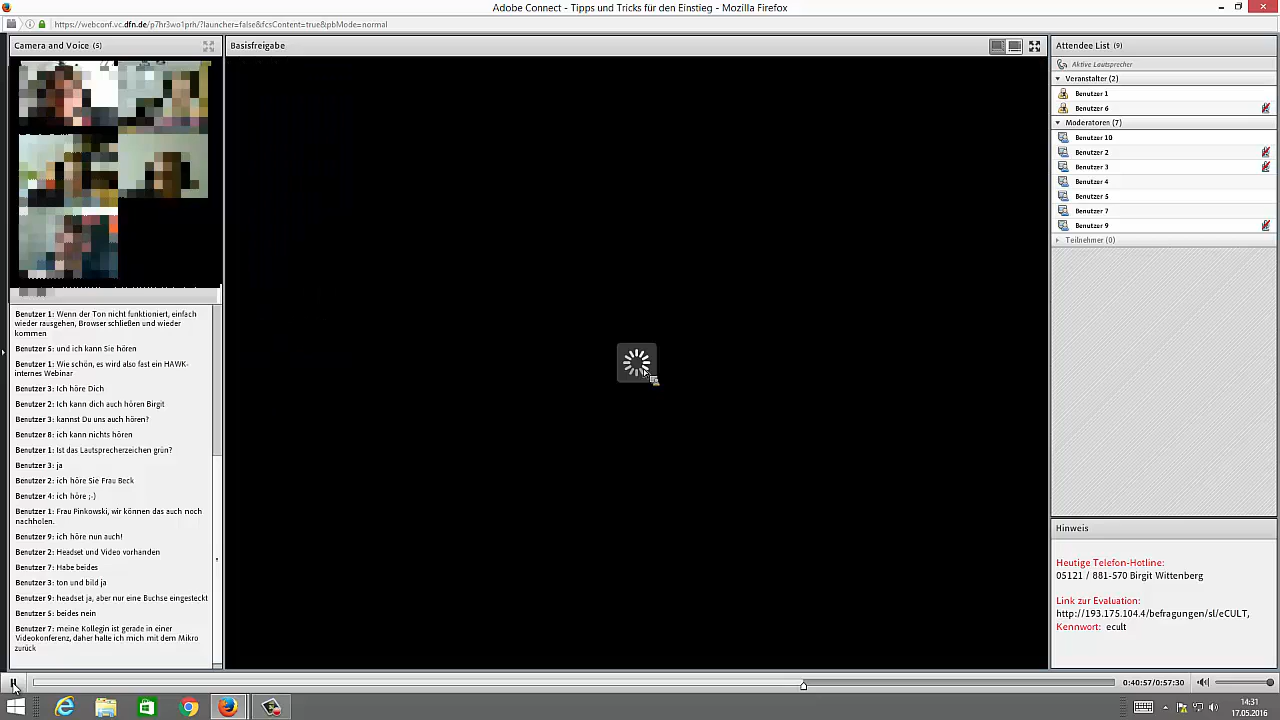 Adobe Connect - Tipps und Tricks für den Einstieg - Mozilla Firefox
https://webconf.vc.dfn.de/p7hr3wo1prh/?launcher=false&fcsContent=true&pbMode=normal
Camera and Voice (5)
Basisfreigabe
Attendee List (9)
Aktive Lautsprecher
Veranstalter (2)
Benutzer 1
Benutzer 6
Moderatoren (7)
Benutzer 10
Benutzer 2
Benutzer 3
Benutzer 4
Benutzer 5
Benutzer 7
Benutzer 9
Teilnehmer (0)
Benutzer 1: Wenn der Ton nicht funktioniert, einfach
wieder rausgehen, Browser schließen und wieder
kommen
Benutzer 5: und ich kann Sie hören
Benutzer 1: Wie schön, es wird also fast ein HAWK-
internes Webinar
Benutzer 3: Ich höre Dich
Benutzer 2: Ich kann dich auch hören Birgit
Benutzer 3: kannst Du uns auch hören?
Benutzer 8: ich kann nichts hören
Benutzer 1: Ist das Lautsprecherzeichen grün?
Benutzer 3: ja
Benutzer 2: ich höre Sie Frau Beck
Benutzer 4: ich höre ;-)
Benutzer 1: Frau Pinkowski, wir können das auch noch
nachholen.
Benutzer 9: ich höre nun auch!
Benutzer 2: Headset und Video vorhanden
Benutzer 7: Habe beides
Benutzer 3: ton und bild ja
Benutzer 9: headset ja, aber nur eine Buchse eingesteckt
Benutzer 5: beides nein
Benutzer 7: meine Kollegin ist gerade in einer
Videokonferenz, daher halte ich mich mit dem Mikro
zurück
Hinweis
Heutige Telefon-Hotline:
05121 / 881-570 Birgit Wittenberg
Link zur Evaluation:
http://193.175.104.4/befragungen/sl/eCULT,
Kennwort: ecult
0:40:57/0:57:30
14:31
17.05.2016